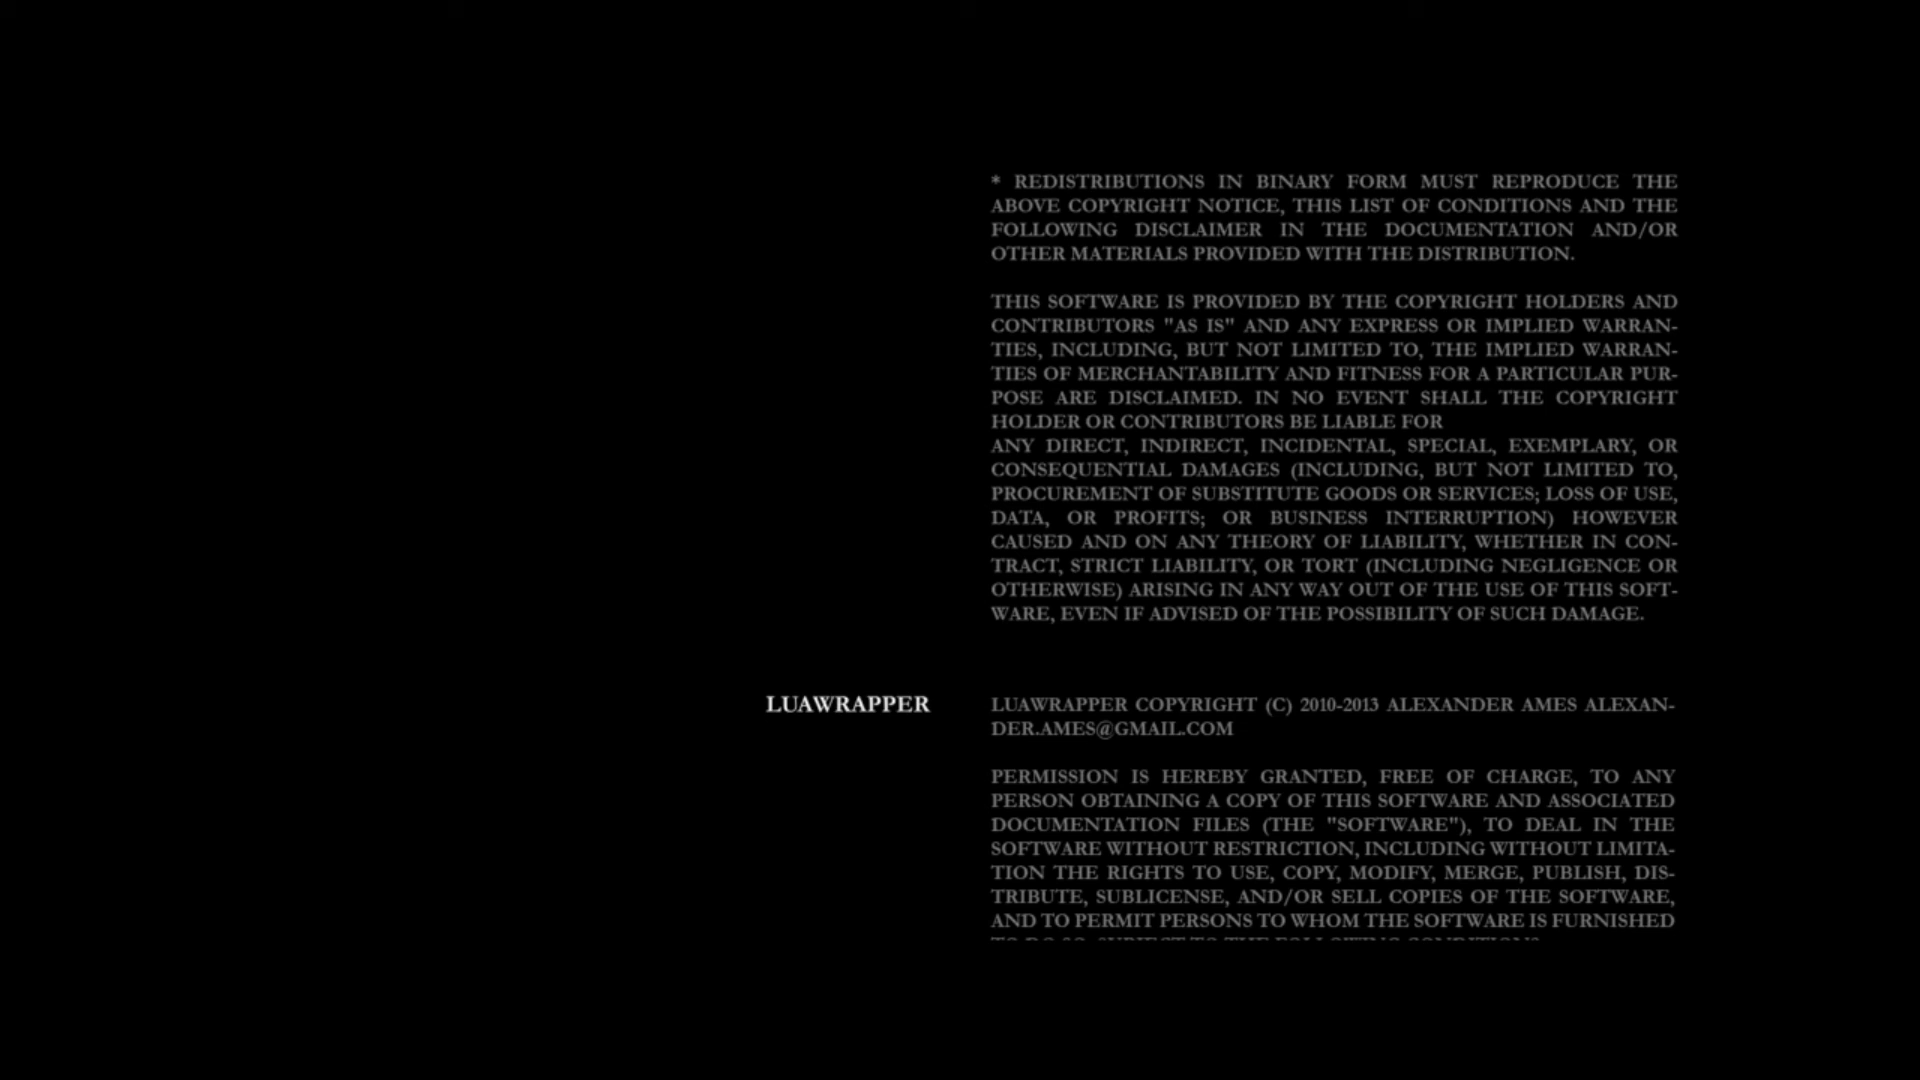 * REDISTRIBUTIONS IN BINARY FORM MUST REPRODUCE THE
ABOVE COPYRIGHT NOTICE, THIS LIST OF CONDITIONS AND THE
FOLLOWING DISCLAIMER IN THE DOCUMENTATION AND/OR
OTHER MATERIALS PROVIDED WITH THE DISTRIBUTION.
THIS SOFTWARE IS PROVIDED BY THE COPYRIGHT HOLDERS AND
CONTRIBUTORS "AS IS" AND ANY EXPRESS OR IMPLIED WARRAN-
TIES, INCLUDING, BUT NOT LIMITED TO, THE IMPLIED WARRAN-
TIES OF MERCHANTABILITY AND FITNESS FOR A PARTICULAR PUR-
POSE ARE DISCLAIMED. IN NO EVENT SHALL THE COPYRIGHT
HOLDER OR CONTRIBUTORS BE LIABLE FOR
ANY DIRECT, INDIRECT, INCIDENTAL, SPECIAL, EXEMPLARY, OR
CONSEQUENTIAL DAMAGES (INCLUDING, BUT NOT LIMITED TO,
PROCUREMENT OF SUBSTITUTE GOODS OR SERVICES; LOSS OF USE,
DATA, OR PROFITS; OR BUSINESS INTERRUPTION) HOWEVER
CAUSED AND ON ANY THEORY OF LIABILITY, WHETHER IN CON-
TRACT, STRICT LIABILITY, OR TORT (INCLUDING NEGLIGENCE OR
OTHERWISE) ARISING IN ANY WAY OUT OF THE USE OF THIS SOFT-
WARE, EVEN IF ADVISED OF THE POSSIBILITY OF SUCH DAMAGE.
LUAWRAPPER
LUAWRAPPER COPYRIGHT (C) 2010-2013 ALEXANDER AMES ALEXAN-
DER.AMES@GMAIL.COM
PERMISSION IS HEREBY GRANTED, FREE OF CHARGE, TO ANY
PERSON OBTAINING A COPY OF THIS SOFTWARE AND ASSOCIATED
DOCUMENTATION FILES (THE "SOFTWARE"), TO DEAL IN THE
SOFTWARE WITHOUT RESTRICTION, INCLUDING WITHOUT LIMITA-
TION THE RIGHTS TO USE, COPY, MODIFY, MERGE, PUBLISH, DIS-
TRIBUTE, SUBLICENSE, AND/OR SELL COPIES OF THE SOFTWARE,
AND TO PERMIT PERSONS TO WHOM THE SOFTWARE IS FURNISHED